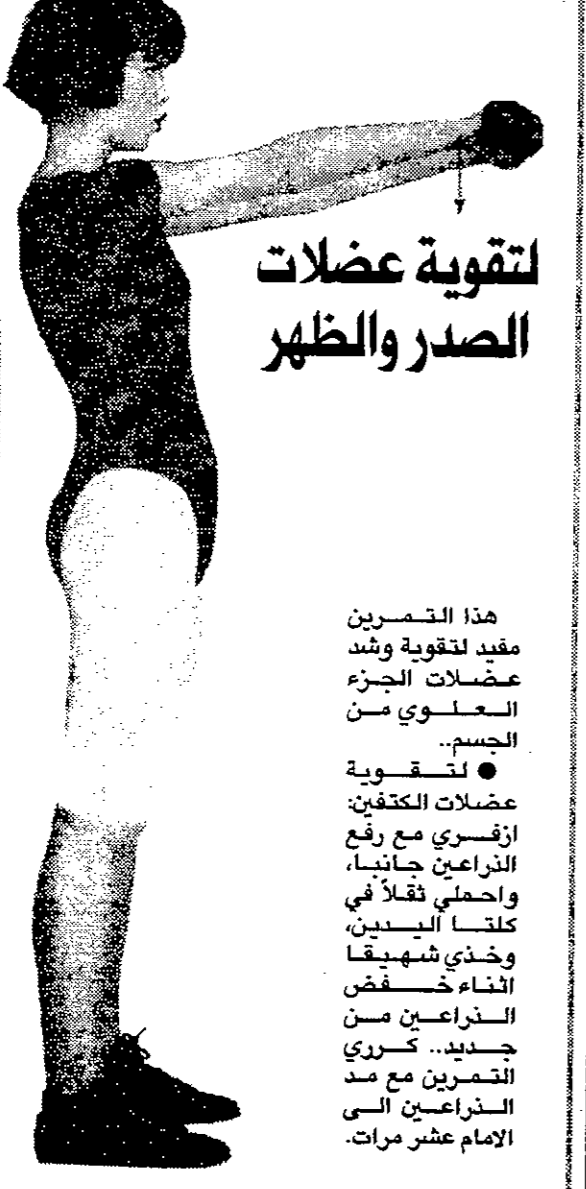 لتقوية عضلات
الصدر والظهر
هذا التمرين
مفيد لتقوية وشد
عضلات الجزء
العلوي من
الجسم..
● لتقوية
عضلات الكتفين:
ازفري مع رفع
الذراعين جانبا،
واحملي ثقلاً في
كلتا اليدين،
وخذي شهيقا
اثناء خفض
الذراعين من
جديد.. كرري
التمرين مع مد
الذراعين الى
الامام عشر مرات.